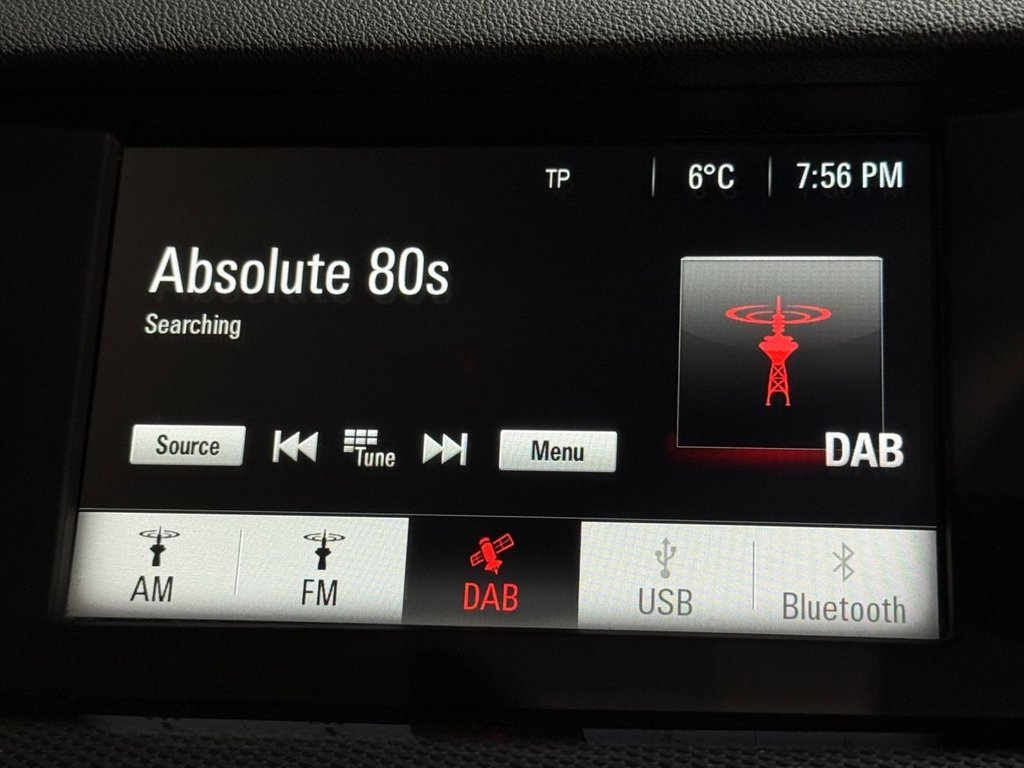 TP 6°C 7:56 PM
Absolute 80s
Searching
Source Tune Menu
DAB
AM FM DAB USB Bluetooth